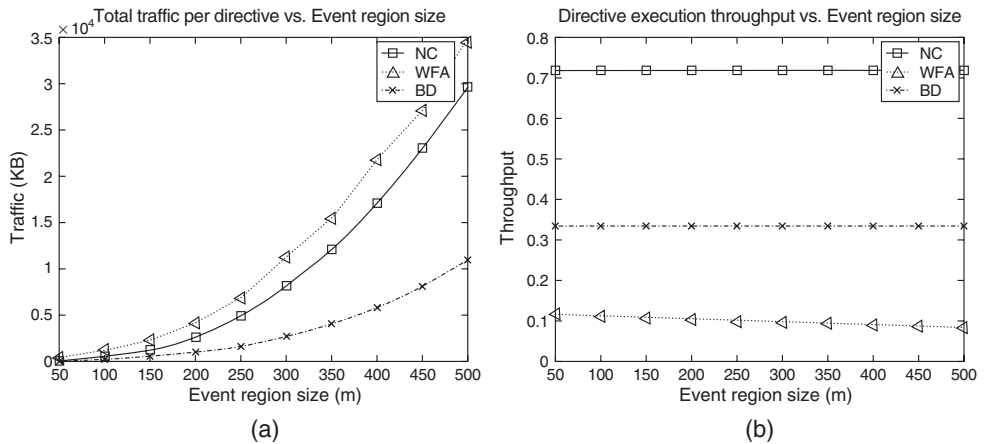 Total traffic per directive vs. Event region size
× 10⁴
3.5
3
2.5
2
1.5
1
0.5
0
Traffic (KB)
NC
WFA
BD
50 100 150 200 250 300 350 400 450 500
Event region size (m)
(a)
Directive execution throughput vs. Event region size
0.8
0.7
0.6
0.5
0.4
0.3
0.2
0.1
0
Throughput
NC
WFA
BD
50 100 150 200 250 300 350 400 450 500
Event region size (m)
(b)